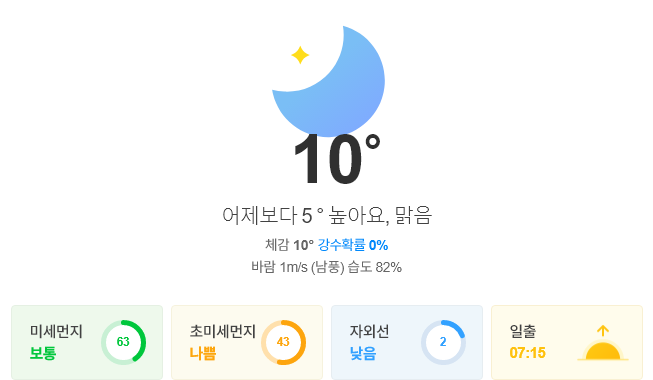 10°
어제보다 5° 높아요, 맑음
체감 10° 강수확률 0%
바람 1m/s (남풍) 습도 82%
미세먼지
보통
63
초미세먼지
나쁨
43
자외선
낮음
2
일출
07:15